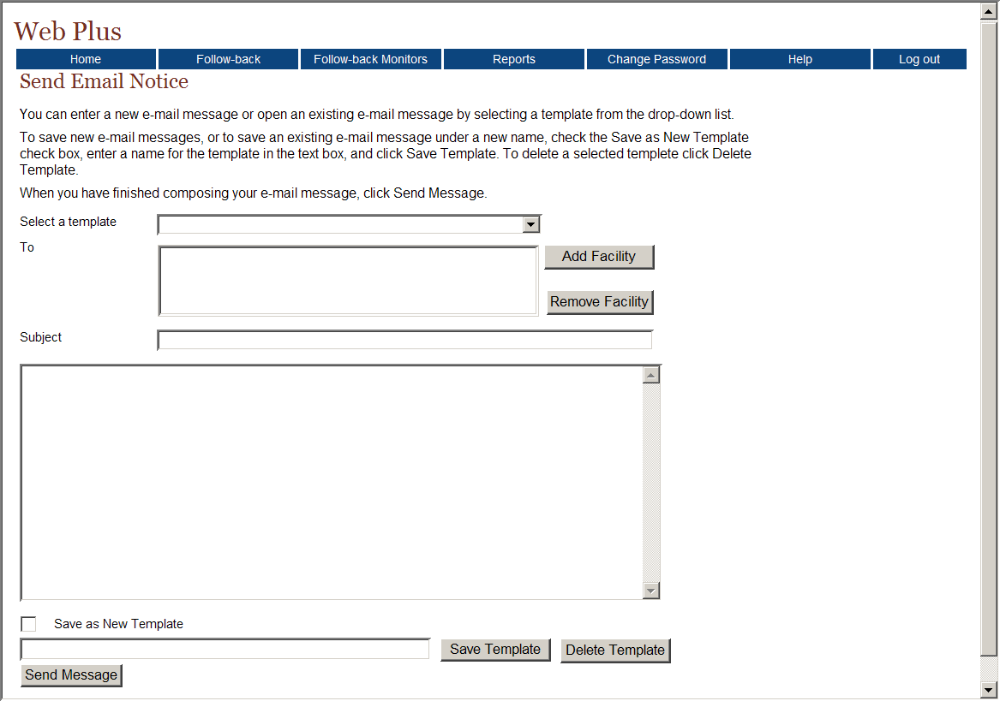 Web Plus
Home Follow-back Follow-back Monitors Reports Change Password Help Log out
Send Email Notice
You can enter a new e-mail message or open an existing e-mail message by selecting a template from the drop-down list.
To save new e-mail messages, or to save an existing e-mail message under a new name, check the Save as New Template
check box, enter a name for the template in the text box, and click Save Template. To delete a selected templete click Delete
Template.
When you have finished composing your e-mail message, click Send Message.
Select a template
To
Add Facility
Remove Facility
Subject
Save as New Template
Save Template Delete Template
Send Message